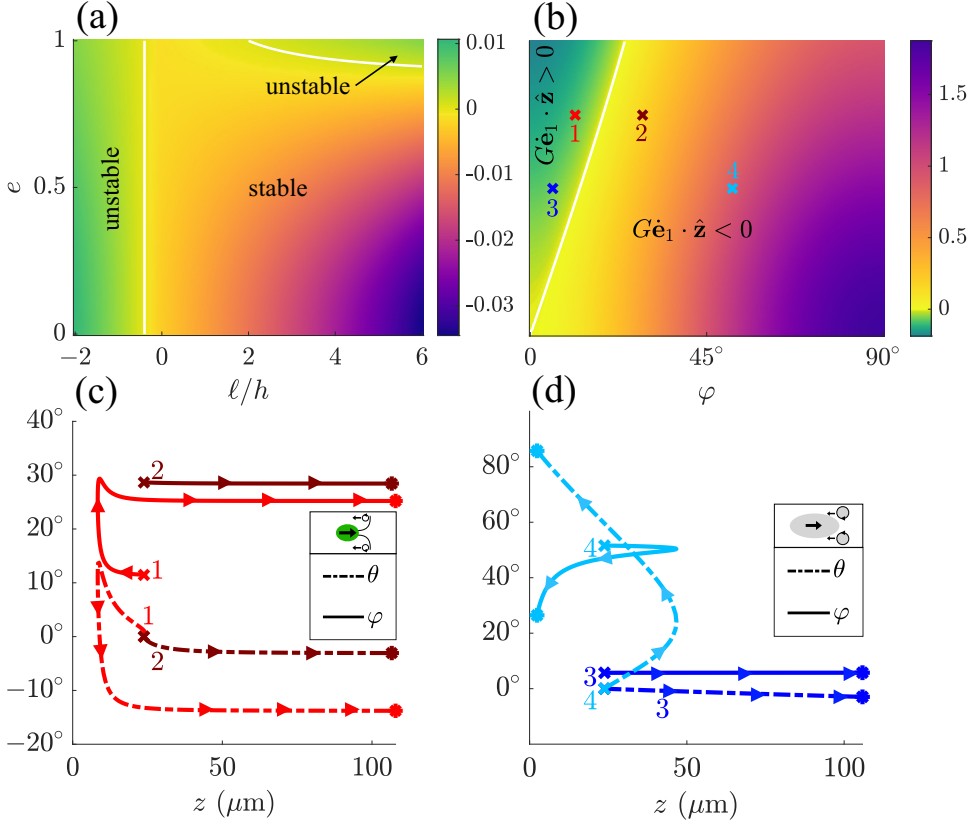 (a)
1
0.5
0
e
unstable
stable
unstable
−2
0
2
4
6
ℓ/h
0.01
0
-0.01
-0.02
-0.03
(b)
Gė₁ · ẑ > 0
1
2
3
4
Gė₁ · ẑ < 0
0
45°
90°
φ
1.5
1
0.5
0
(c)
40°
30°
20°
10°
0°
−10°
−20°
2
1
1
2
θ
φ
0
50
100
z (μm)
(d)
80°
60°
40°
20°
0°
4
3
4
3
θ
φ
0
50
100
z (μm)